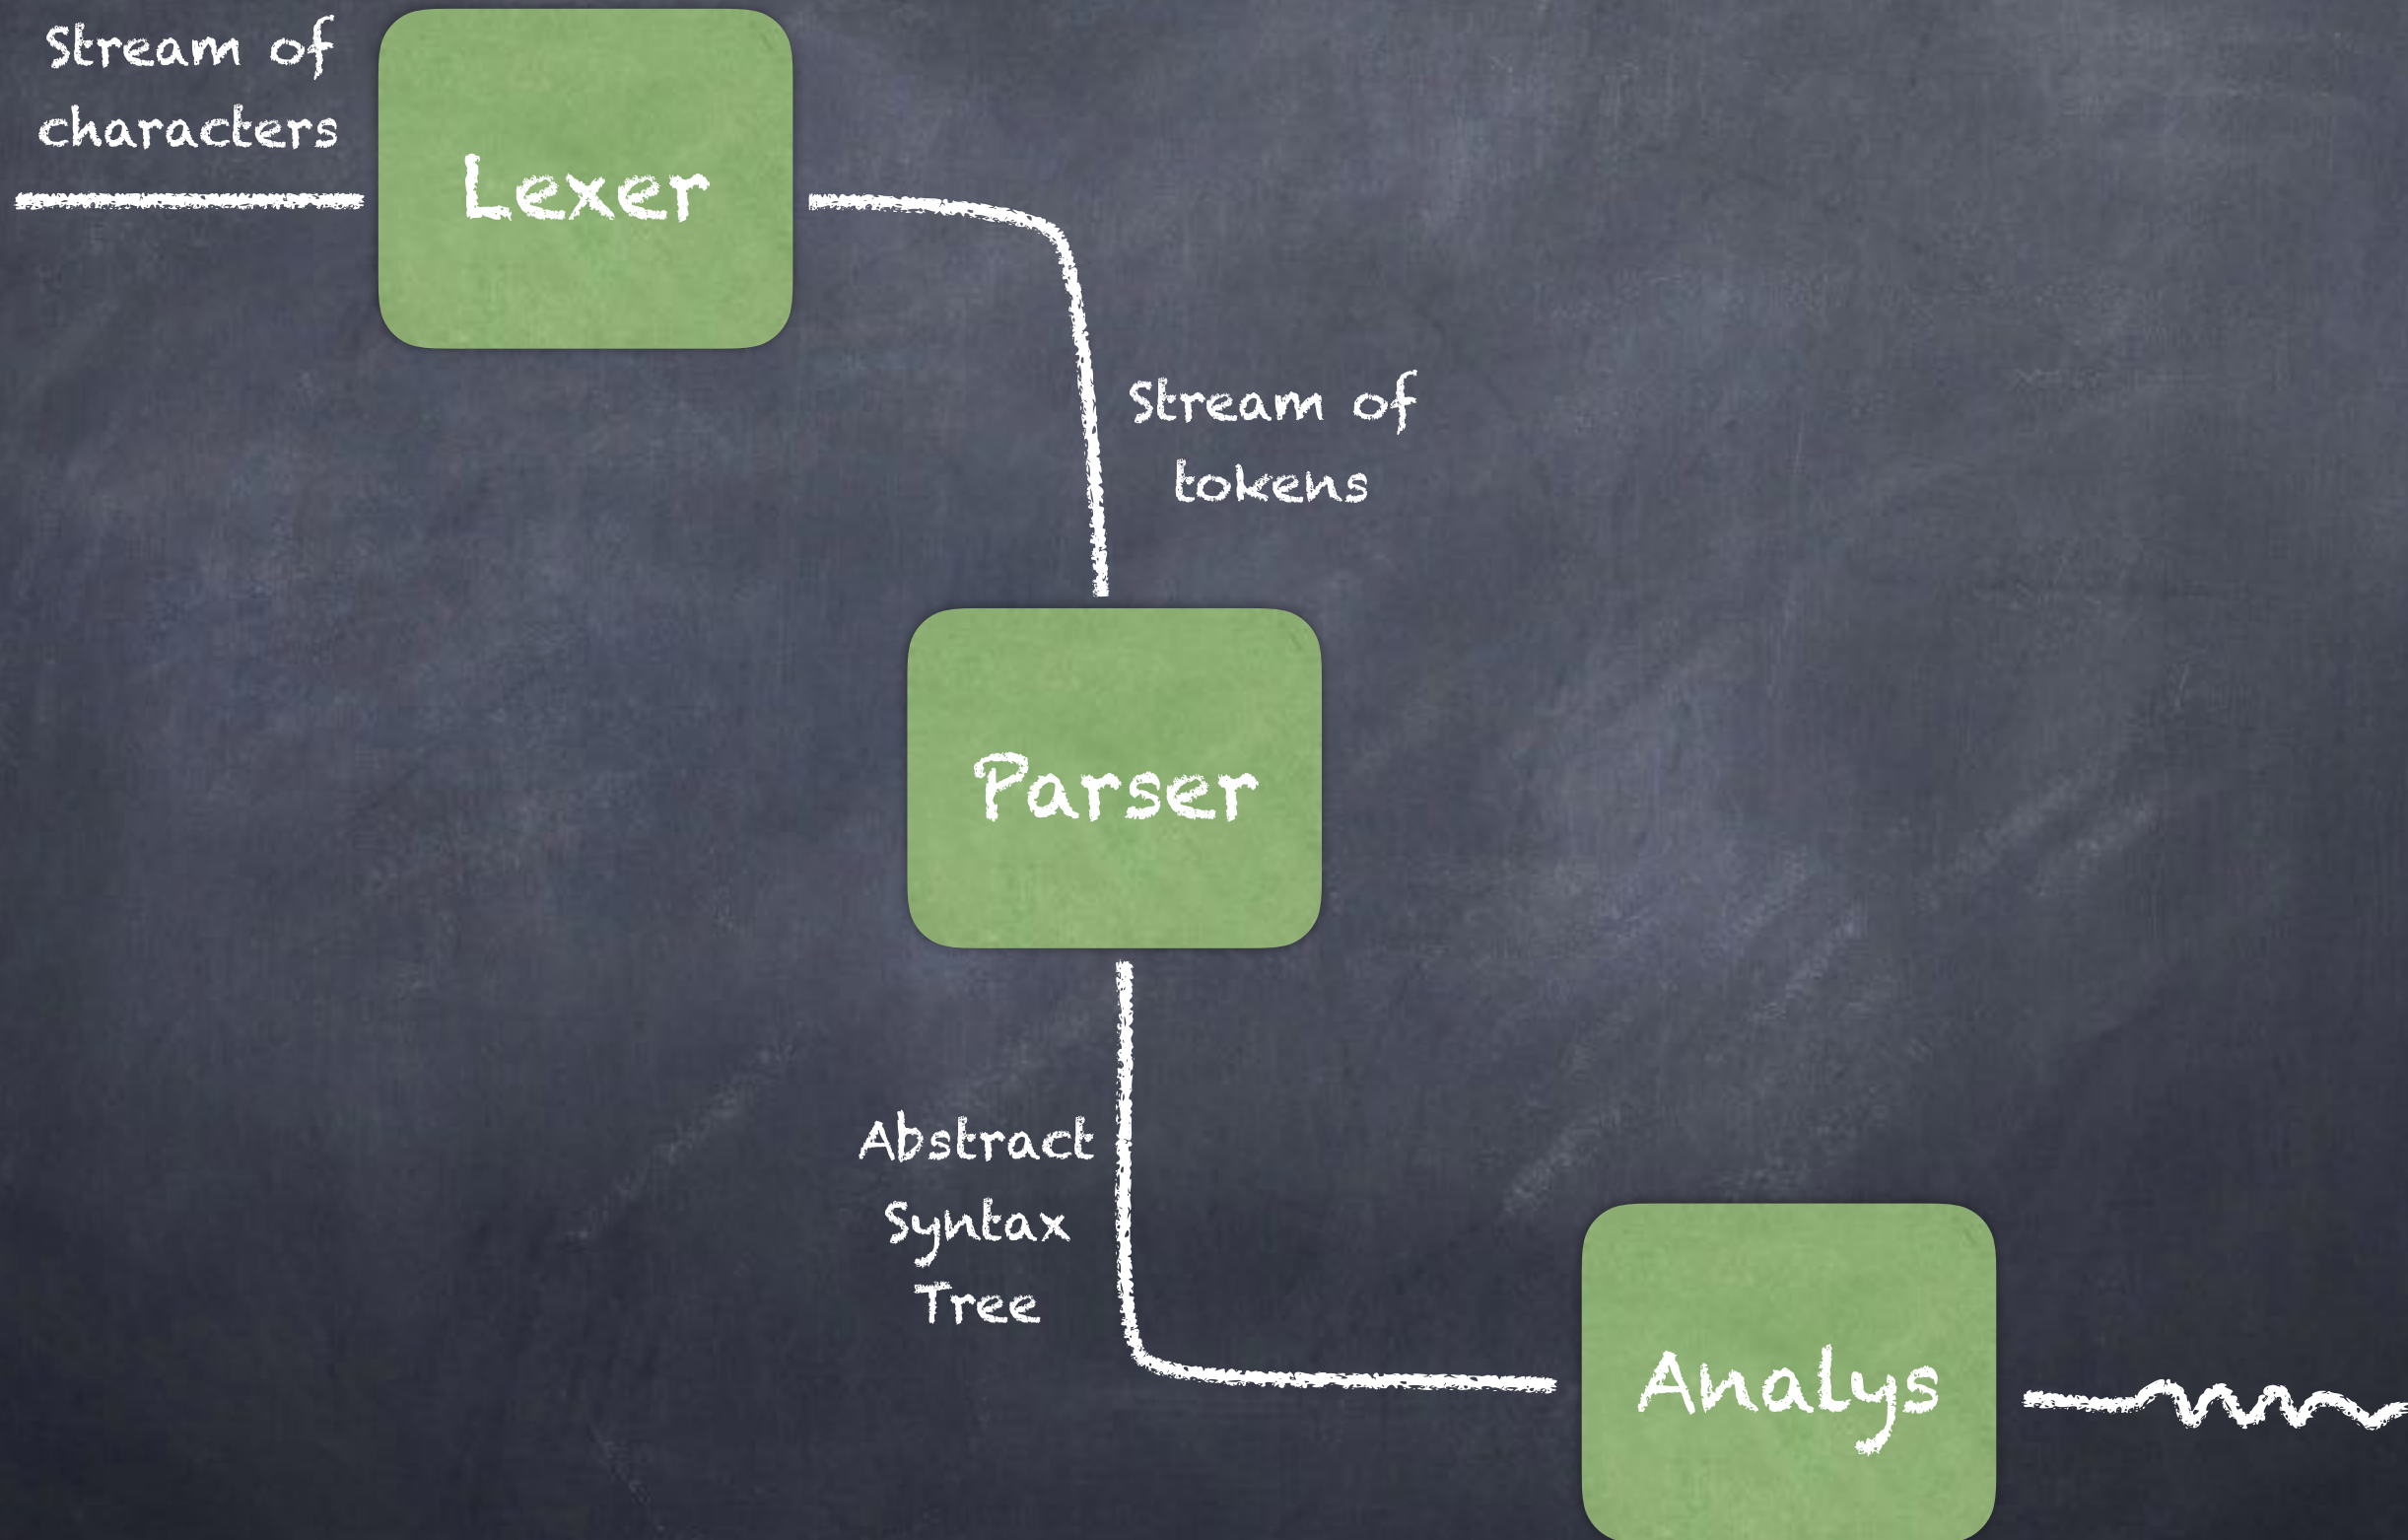 Stream of
characters
Lexer
Stream of
tokens
Parser
Abstract
Syntax
Tree
Analys